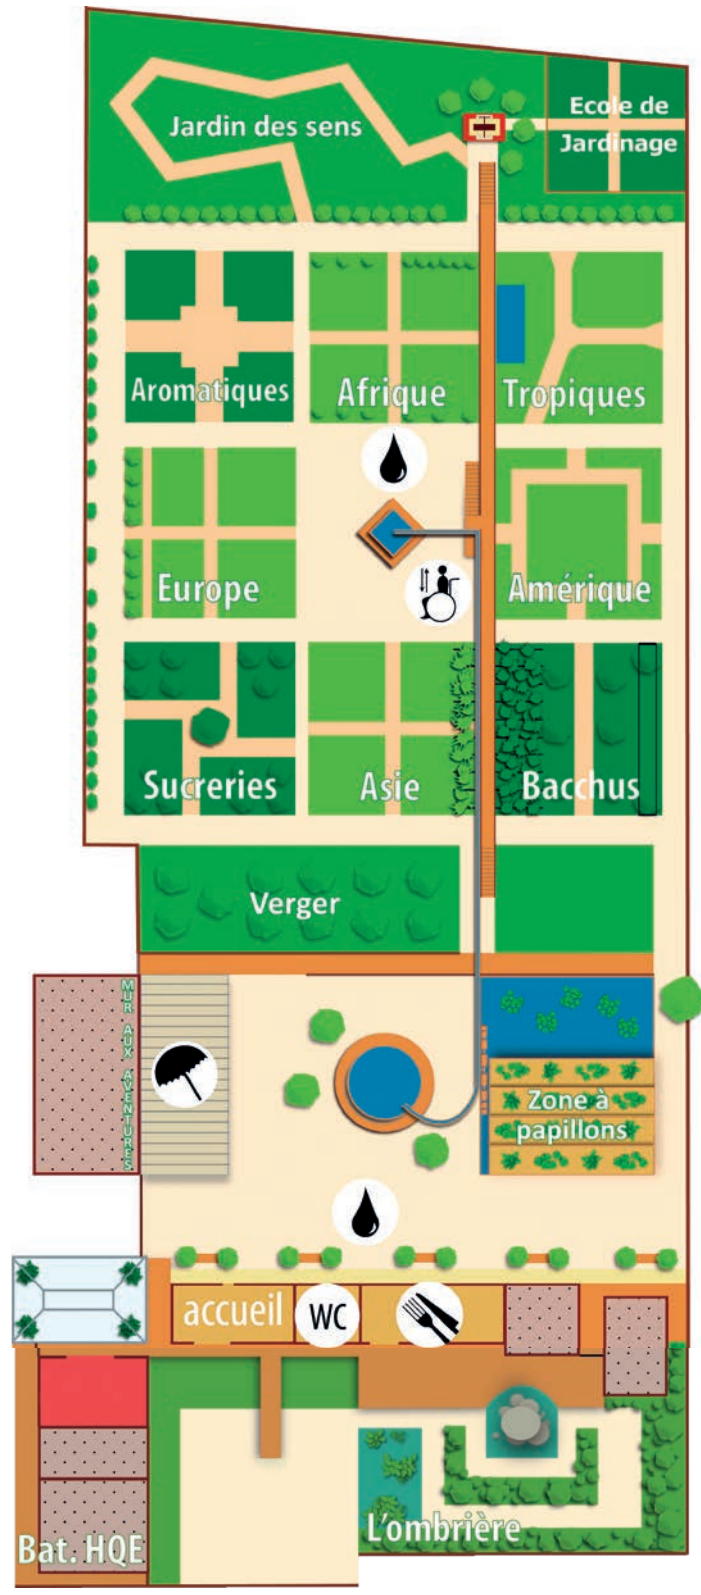 Jardin des sens
Ecole de
Jardinage
Aromatiques
Afrique
Tropiques
Europe
Amérique
Sucreries
Asie
Bacchus
Verger
MUR AUX AVENTURES
Zone à
papillons
accueil
WC
L'ombrière
Bat. HQE